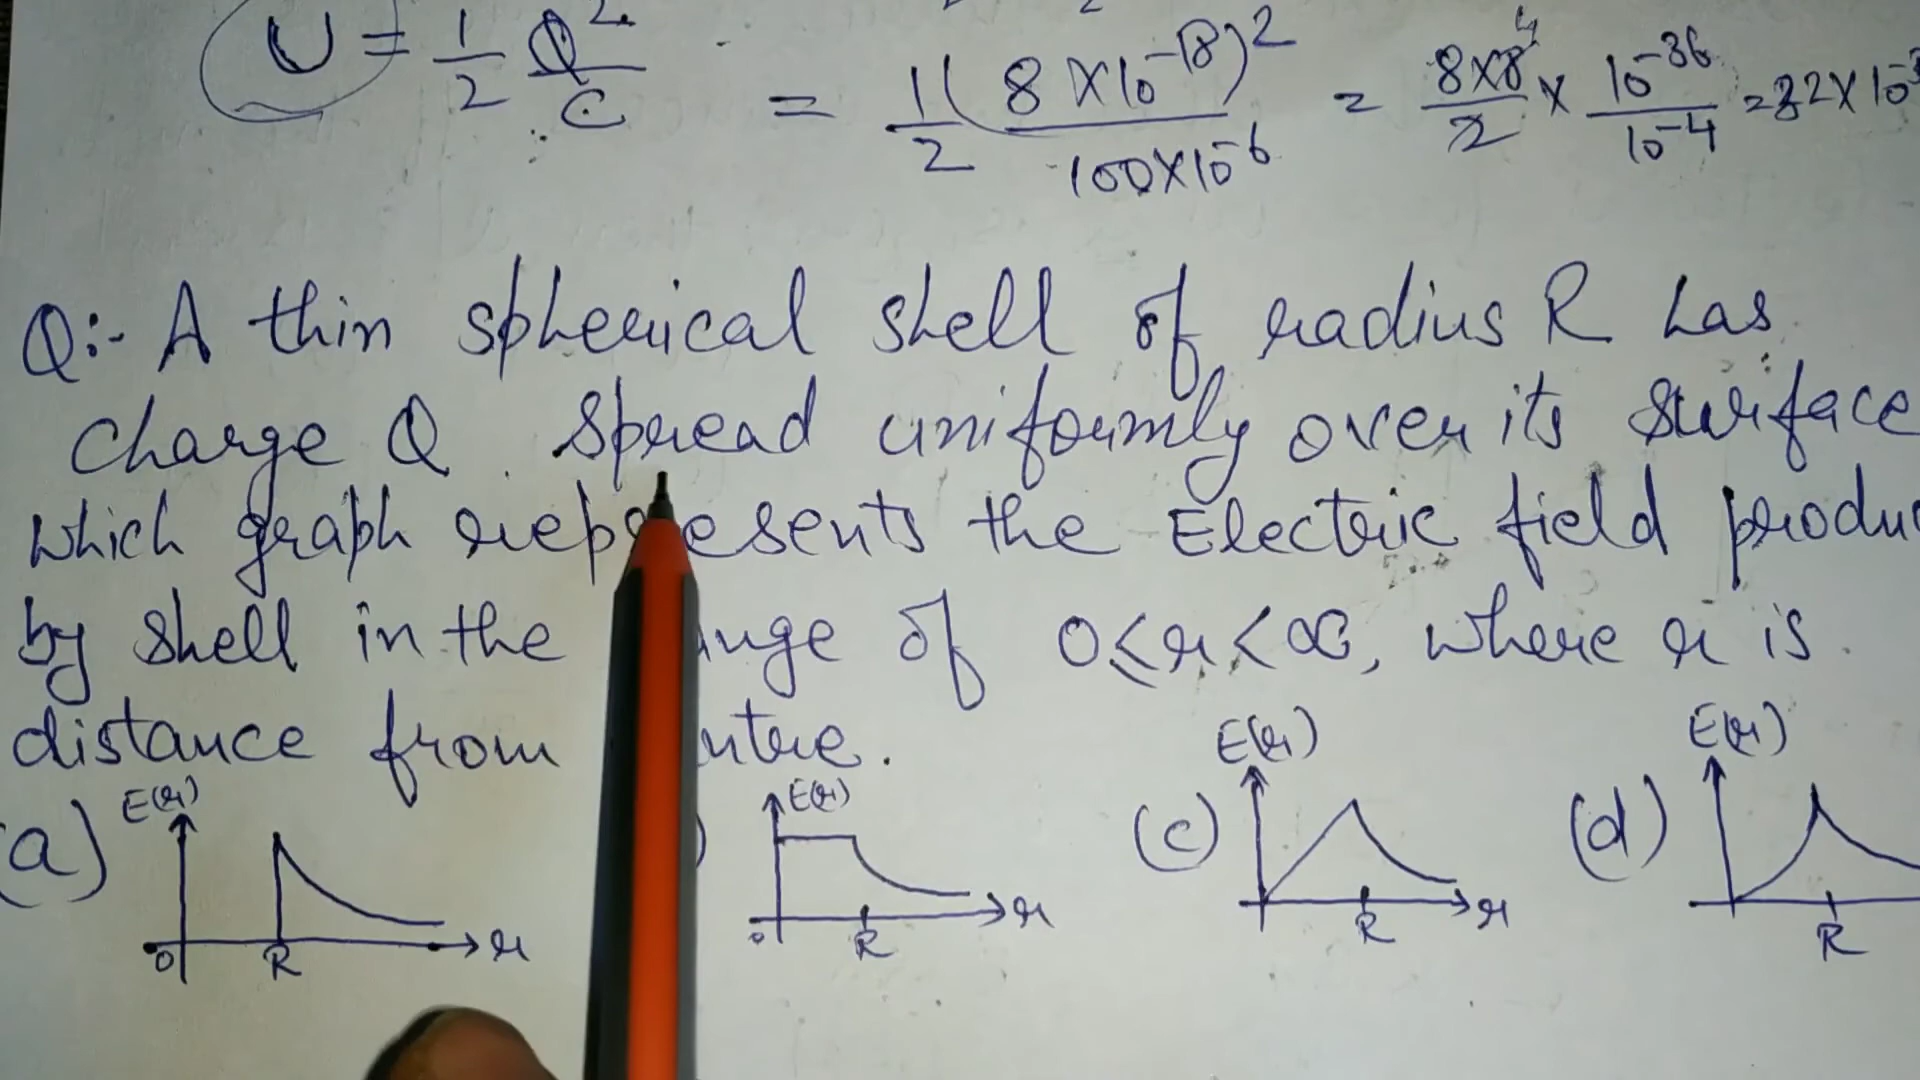 U = 1/2 Q²/C = 1/2 (8×10⁻¹⁸)²/100×10⁻⁶ = 8×8/2 × 10⁻³⁶/10⁻⁴ = 32×10
Q:- A thin spherical shell of radius R has
charge Q spread uniformly over its surface
which graph represents the Electric field produ
by shell in the of 0≤r<∞, where r is
distance from
(a) E(r) 0 R r
) E(r) 0 R r
(c) E(r) R r
(d) E(r) R